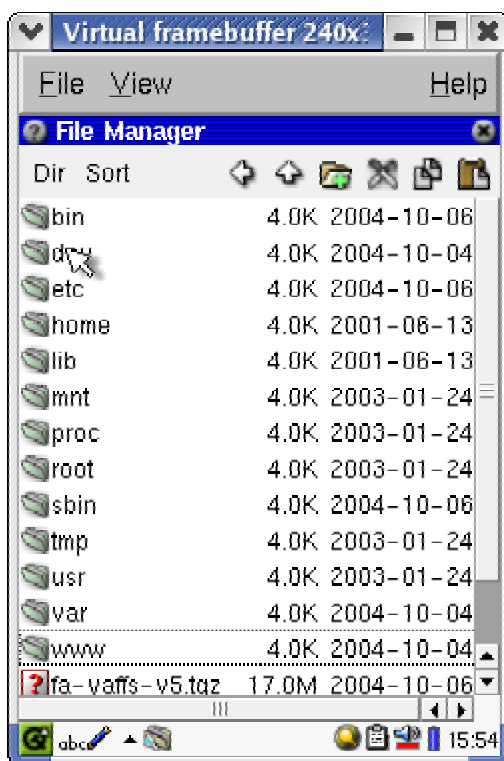 Virtual framebuffer 240x3
File View Help
File Manager
Dir Sort
bin 4.0K 2004-10-06
dev 4.0K 2004-10-04
etc 4.0K 2004-10-06
home 4.0K 2001-06-13
lib 4.0K 2001-06-13
mnt 4.0K 2003-01-24
proc 4.0K 2003-01-24
root 4.0K 2003-01-24
sbin 4.0K 2004-10-06
tmp 4.0K 2003-01-24
usr 4.0K 2003-01-24
var 4.0K 2004-10-04
www 4.0K 2004-10-04
?fa-yaffs-v5.tgz 17.0M 2004-10-06
abc 15:54